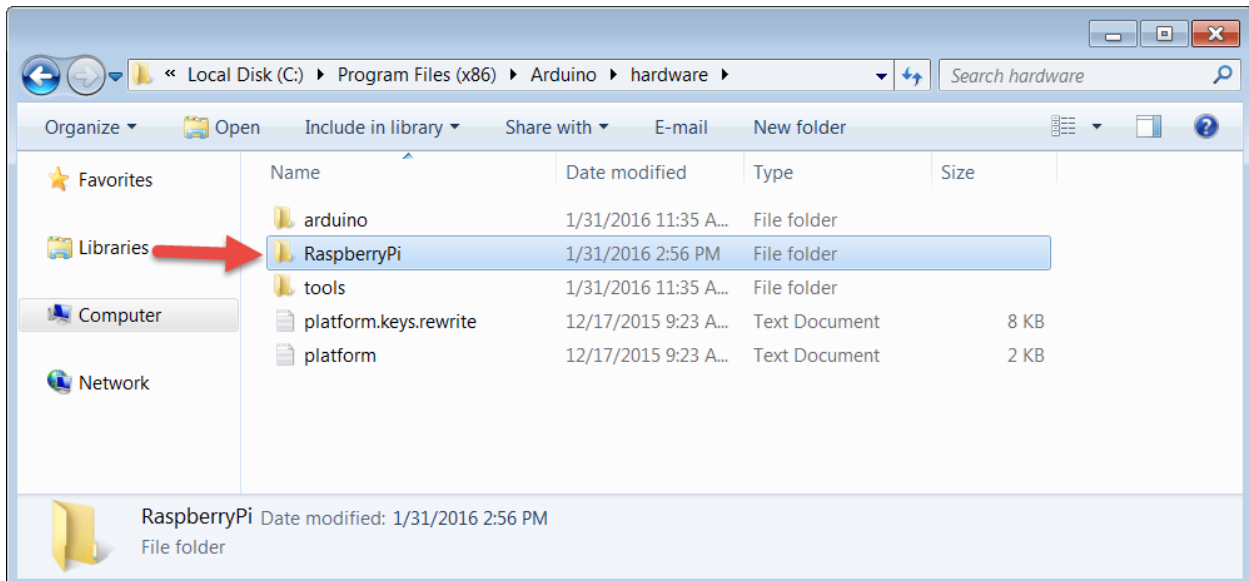 « Local Disk (C:) ▸ Program Files (x86) ▸ Arduino ▸ hardware ▸ Search hardware
Organize Open Include in library Share with E-mail New folder
Name Date modified Type Size
Favorites
arduino 1/31/2016 11:35 A... File folder
Libraries RaspberryPi 1/31/2016 2:56 PM File folder
tools 1/31/2016 11:35 A... File folder
Computer platform.keys.rewrite 12/17/2015 9:23 A... Text Document 8 KB
platform 12/17/2015 9:23 A... Text Document 2 KB
Network
RaspberryPi Date modified: 1/31/2016 2:56 PM
File folder